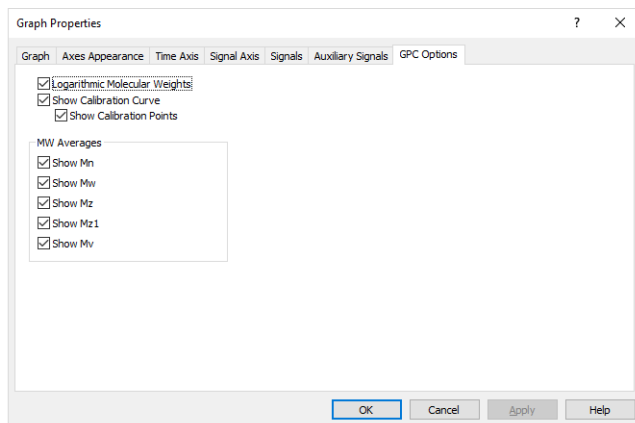 Graph Properties ? ×
Graph Axes Appearance Time Axis Signal Axis Signals Auxiliary Signals GPC Options
Logarithmic Molecular Weights
Show Calibration Curve
Show Calibration Points
MW Averages
Show Mn
Show Mw
Show Mz
Show Mz1
Show Mv
OK Cancel Apply Help